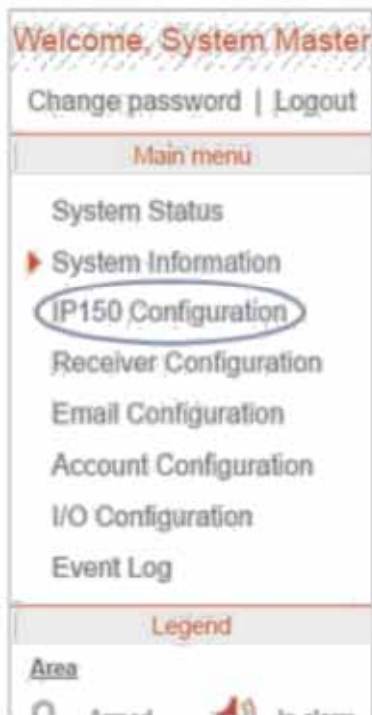 Welcome, System Master
Change password | Logout
Main menu
System Status
System Information
IP150 Configuration
Receiver Configuration
Email Configuration
Account Configuration
I/O Configuration
Event Log
Legend
Area